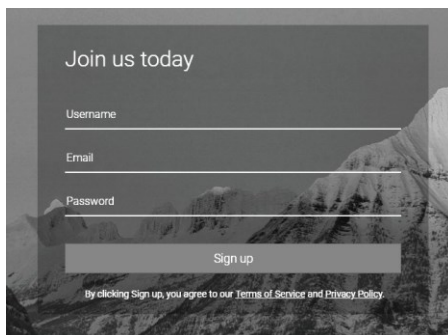 Join us today
Username
Email
Password
Sign up
By clicking Sign up, you agree to our Terms of Service and Privacy Policy.